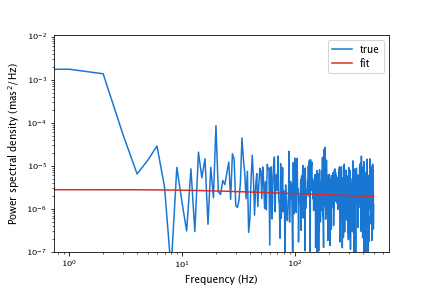 10⁻²
10⁻³
10⁻⁴
10⁻⁵
10⁻⁶
10⁻⁷
Power spectral density (mas²/Hz)
true
fit
10⁰ 10¹ 10²
Frequency (Hz)